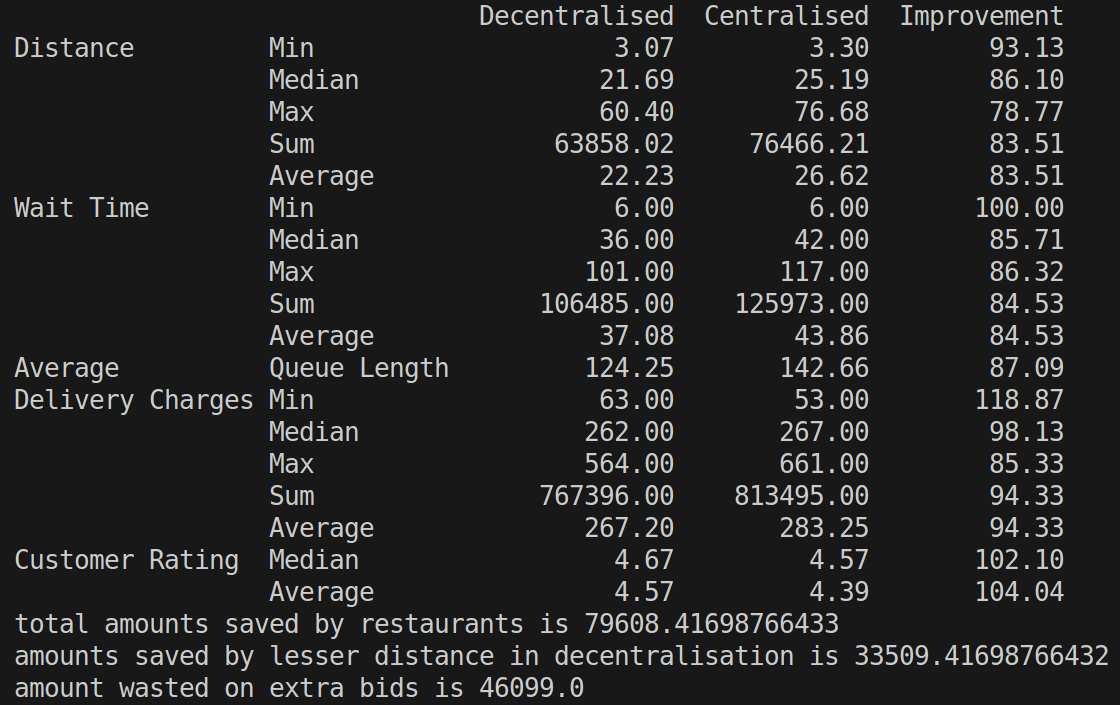 Decentralised Centralised Improvement
Distance Min 3.07 3.30 93.13
Median 21.69 25.19 86.10
Max 60.40 76.68 78.77
Sum 63858.02 76466.21 83.51
Average 22.23 26.62 83.51
Wait Time Min 6.00 6.00 100.00
Median 36.00 42.00 85.71
Max 101.00 117.00 86.32
Sum 106485.00 125973.00 84.53
Average 37.08 43.86 84.53
Average Queue Length 124.25 142.66 87.09
Delivery Charges Min 63.00 53.00 118.87
Median 262.00 267.00 98.13
Max 564.00 661.00 85.33
Sum 767396.00 813495.00 94.33
Average 267.20 283.25 94.33
Customer Rating Median 4.67 4.57 102.10
Average 4.57 4.39 104.04
total amounts saved by restaurants is 79608.41698766433
amounts saved by lesser distance in decentralisation is 33509.41698766432
amount wasted on extra bids is 46099.0